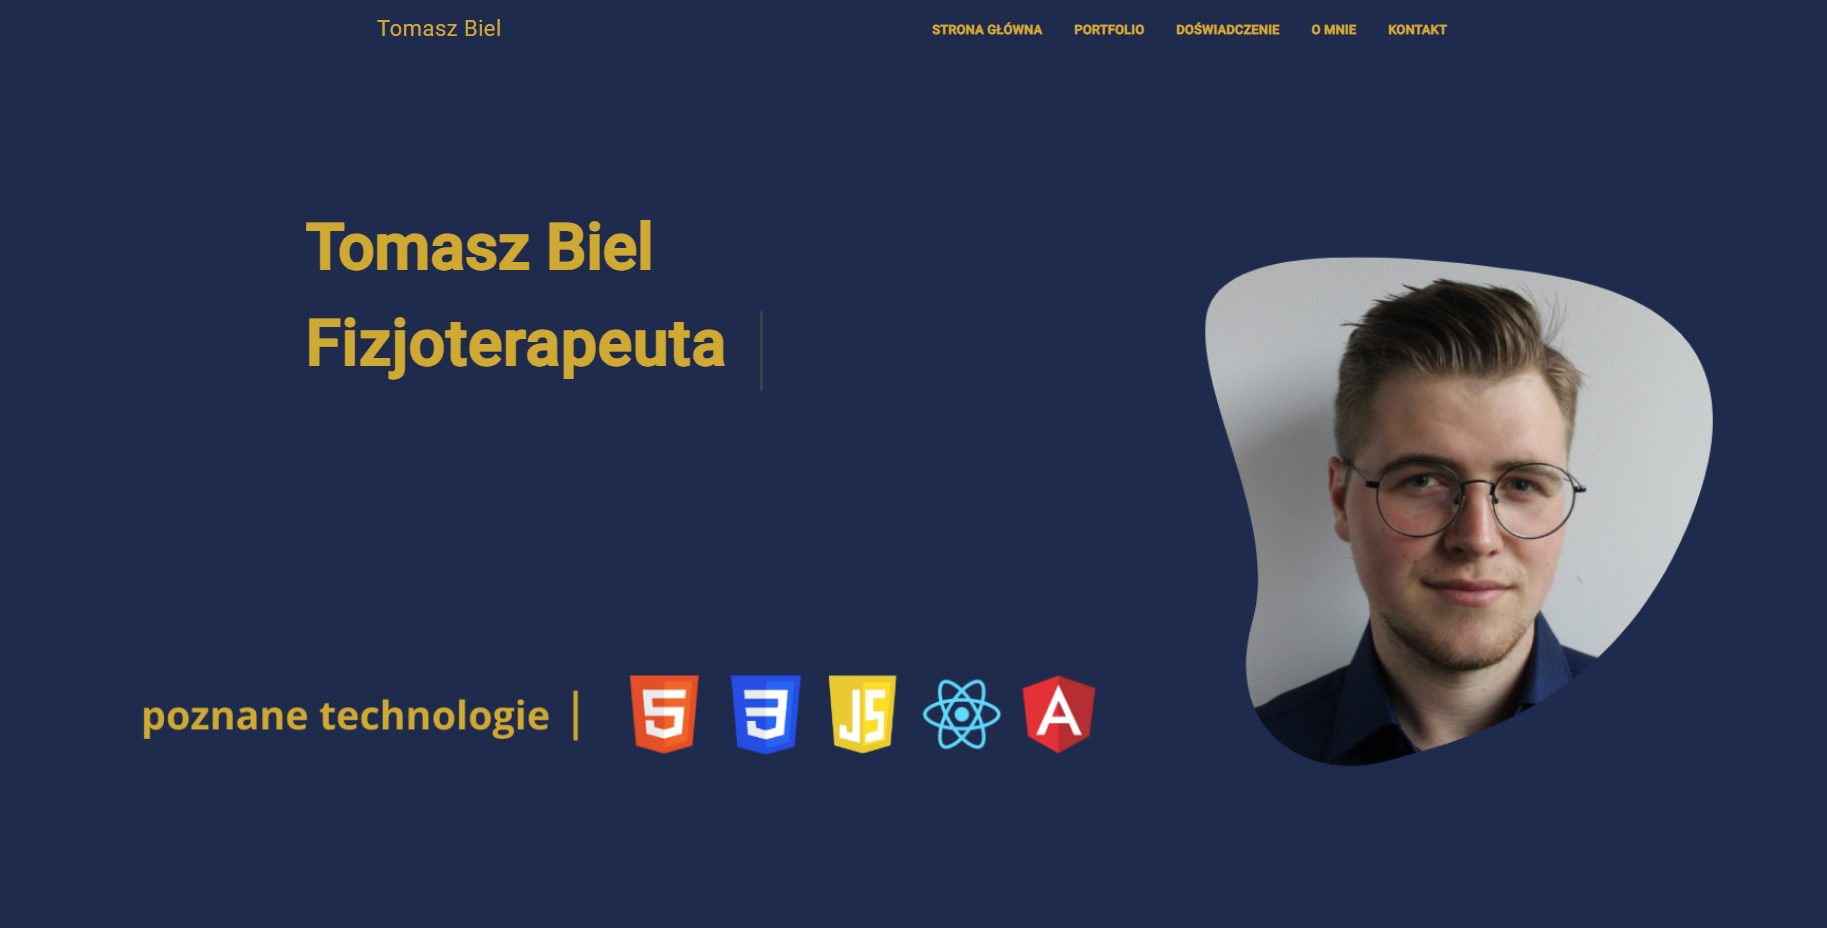 Tomasz Biel
STRONA GŁÓWNA PORTFOLIO DOŚWIADCZENIE O MNIE KONTAKT
Tomasz Biel
Fizjoterapeuta
poznane technologie |
5 3 JS A